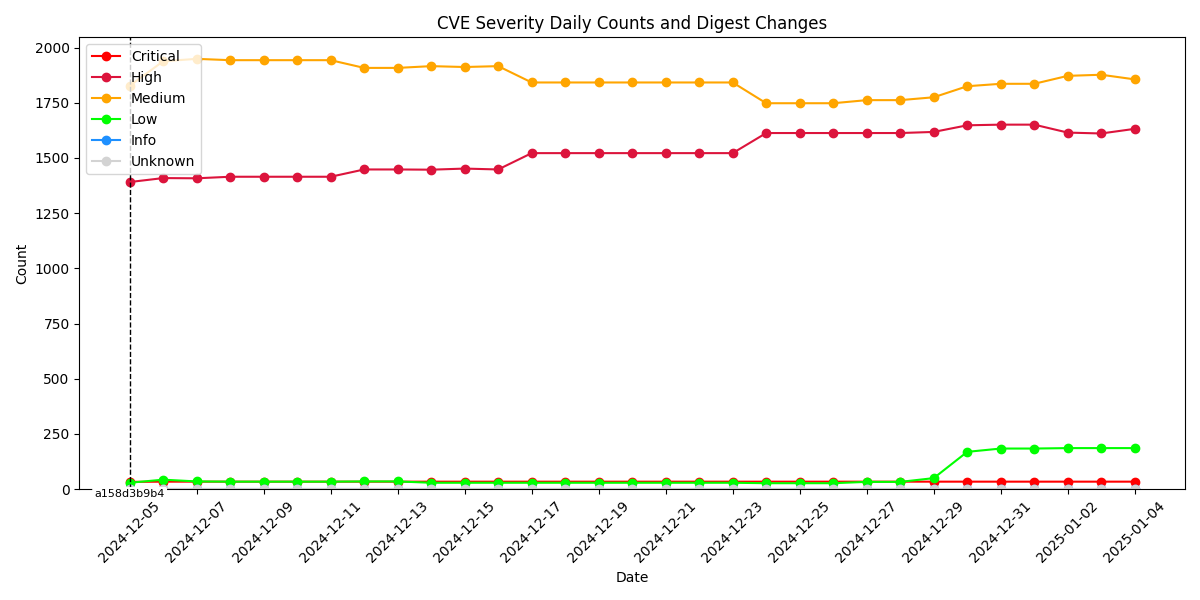 CVE Severity Daily Counts and Digest Changes
Critical
High
Medium
Low
Info
Unknown
2000
1750
1500
1250
1000
750
500
250
0
Count
a158d3b9b4
2024-12-05
2024-12-07
2024-12-09
2024-12-11
2024-12-13
2024-12-15
2024-12-17
2024-12-19
2024-12-21
2024-12-23
2024-12-25
2024-12-27
2024-12-29
2024-12-31
2025-01-02
2025-01-04
Date